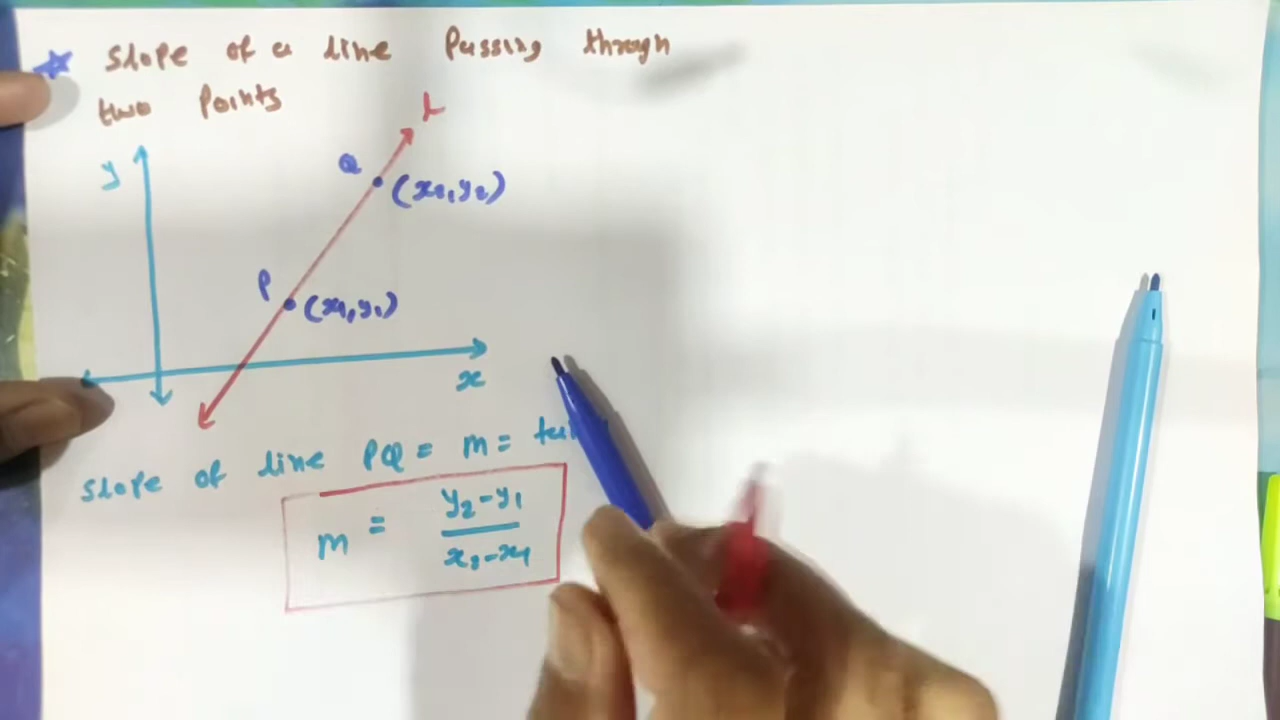 Slope of a line Passing through
two Points
L
y
Q
(x₂,y₂)
P
(x₁,y₁)
x
Slope of line PQ = m =
m = y₂-y₁ / x₂-x₁